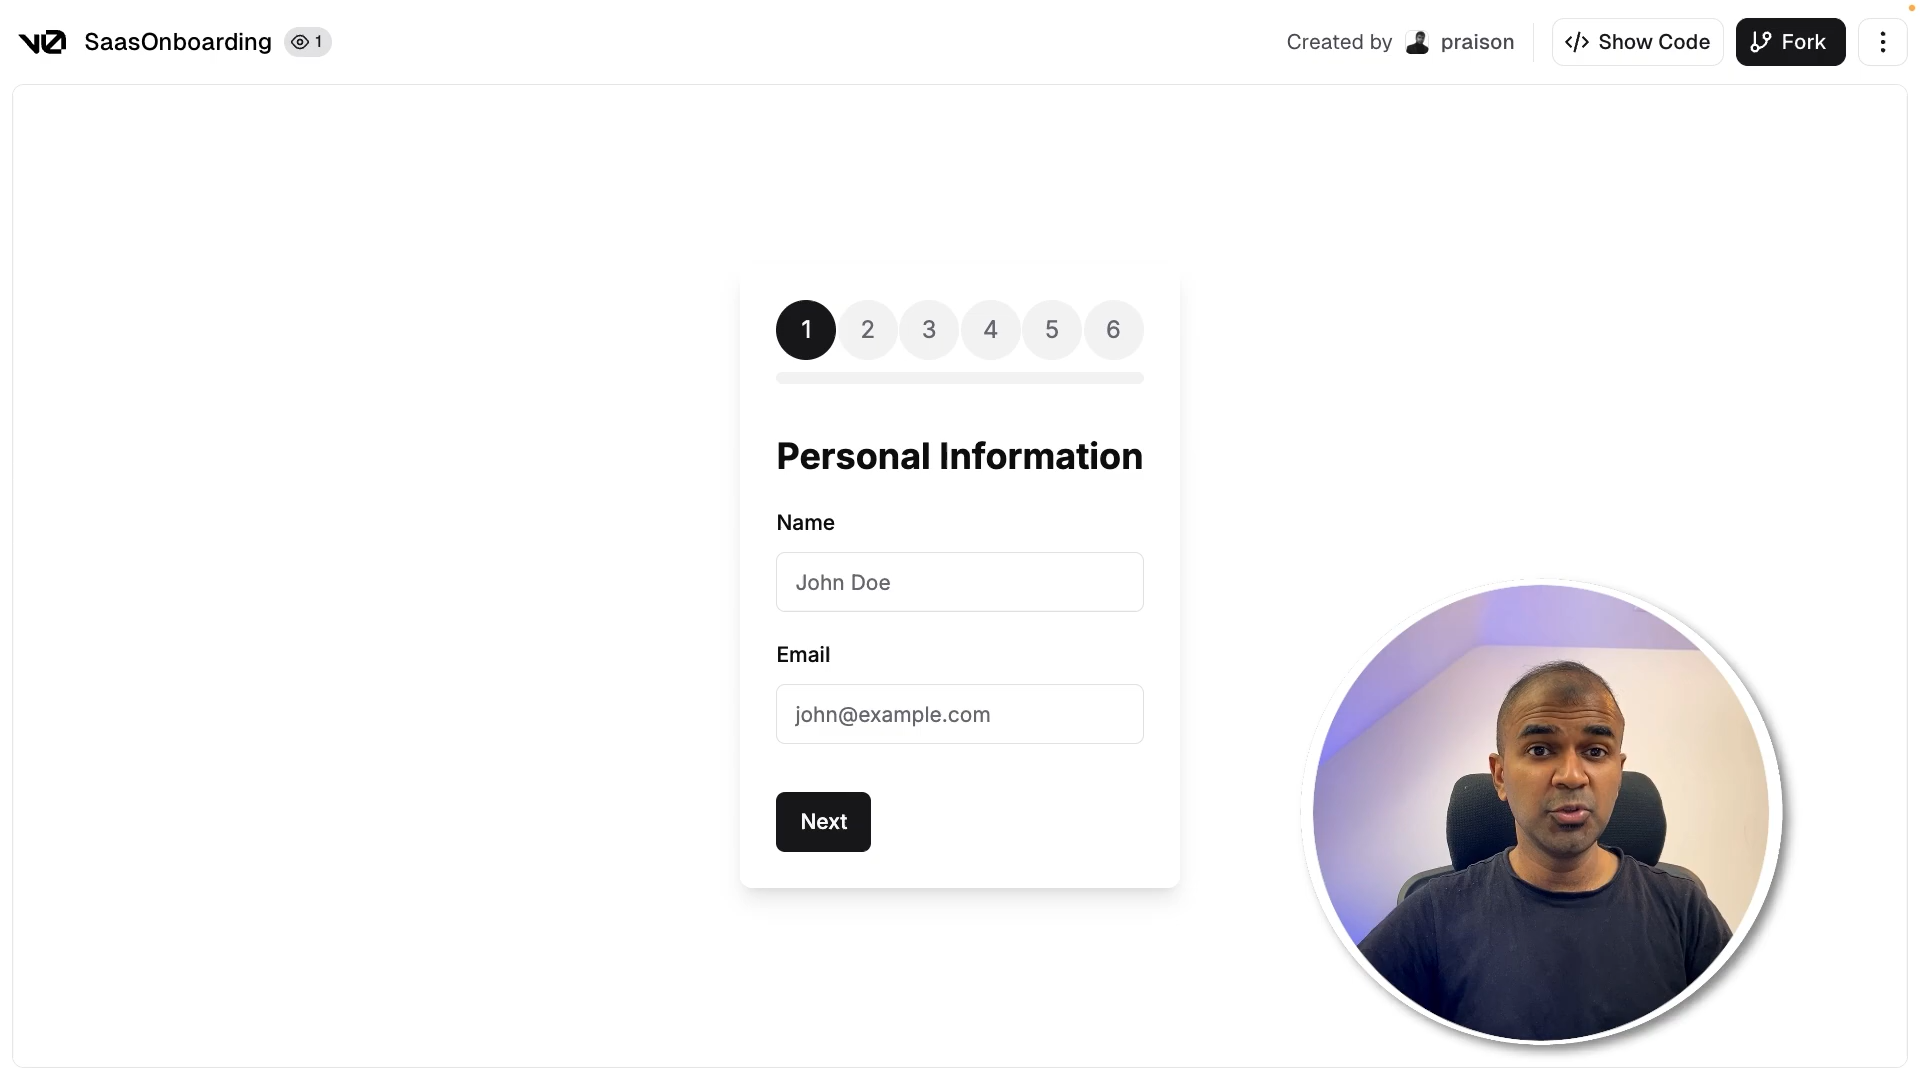 v0 SaasOnboarding 1 Created by praison </> Show Code Fork
1 2 3 4 5 6
Personal Information
Name
John Doe
Email
john@example.com
Next